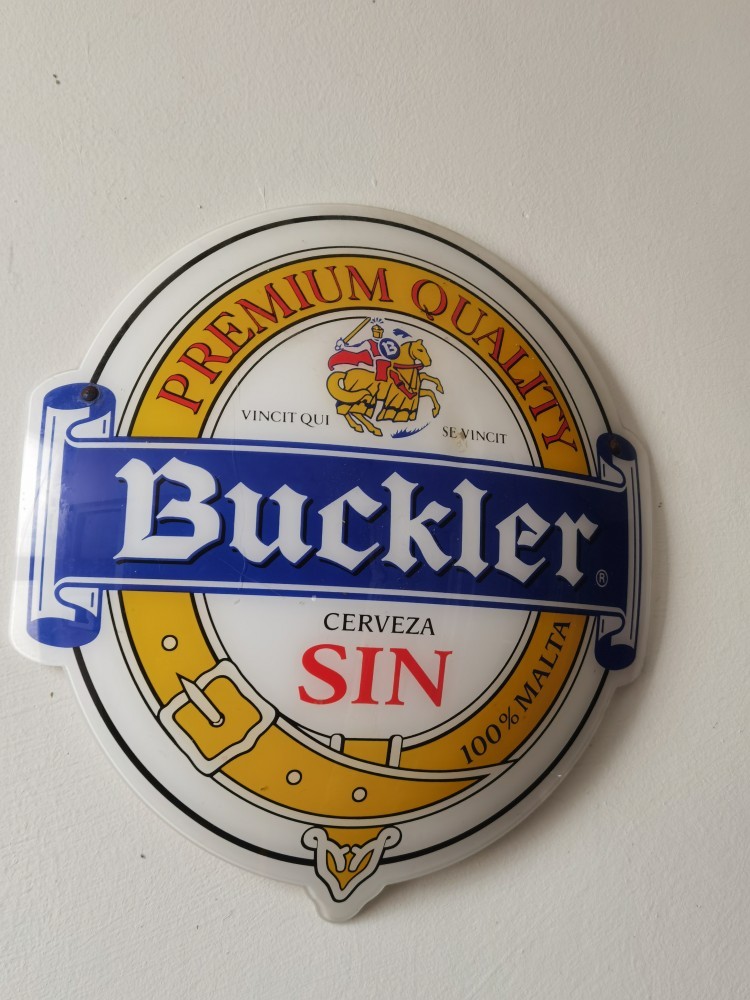 PREMIUM QUALITY
B
VINCIT QUI SE VINCIT
Buckler®
CERVEZA
SIN
100% MALTA